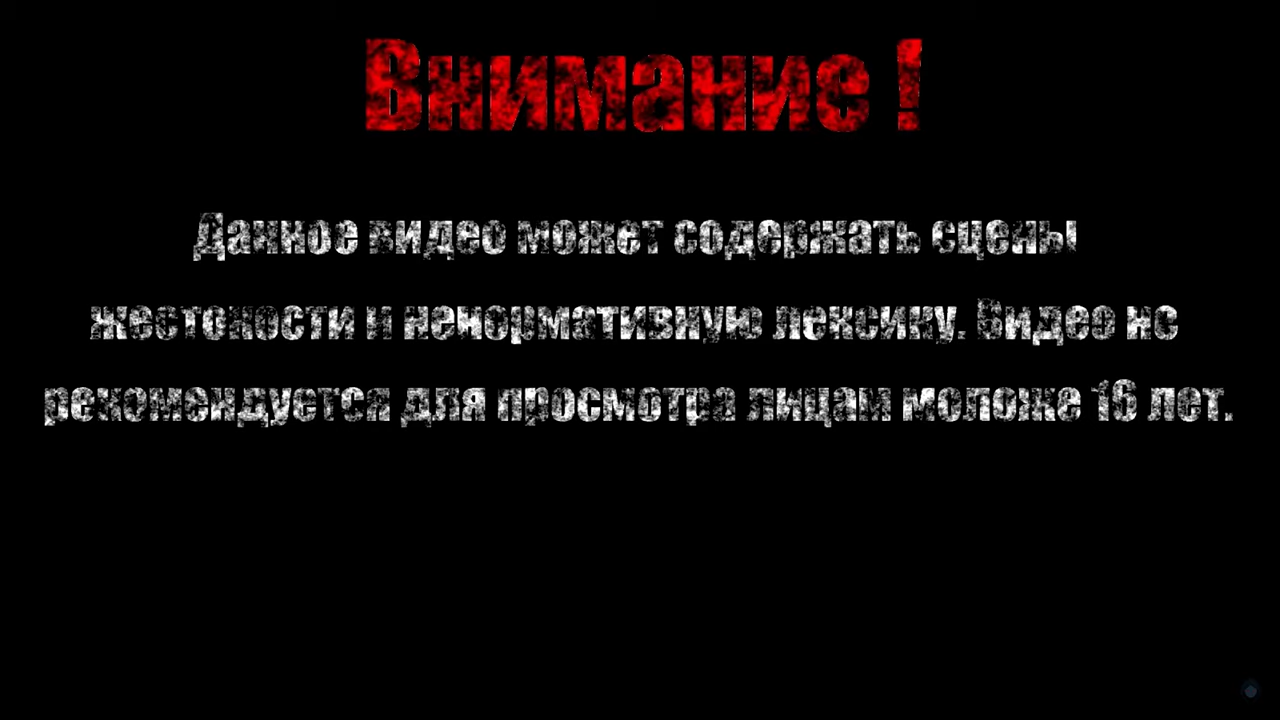 Внимание !
Данное видео может содержать сцены
жестокости и ненормативную лексику. Видео не
рекомендуется для просмотра лицам моложе 16 лет.